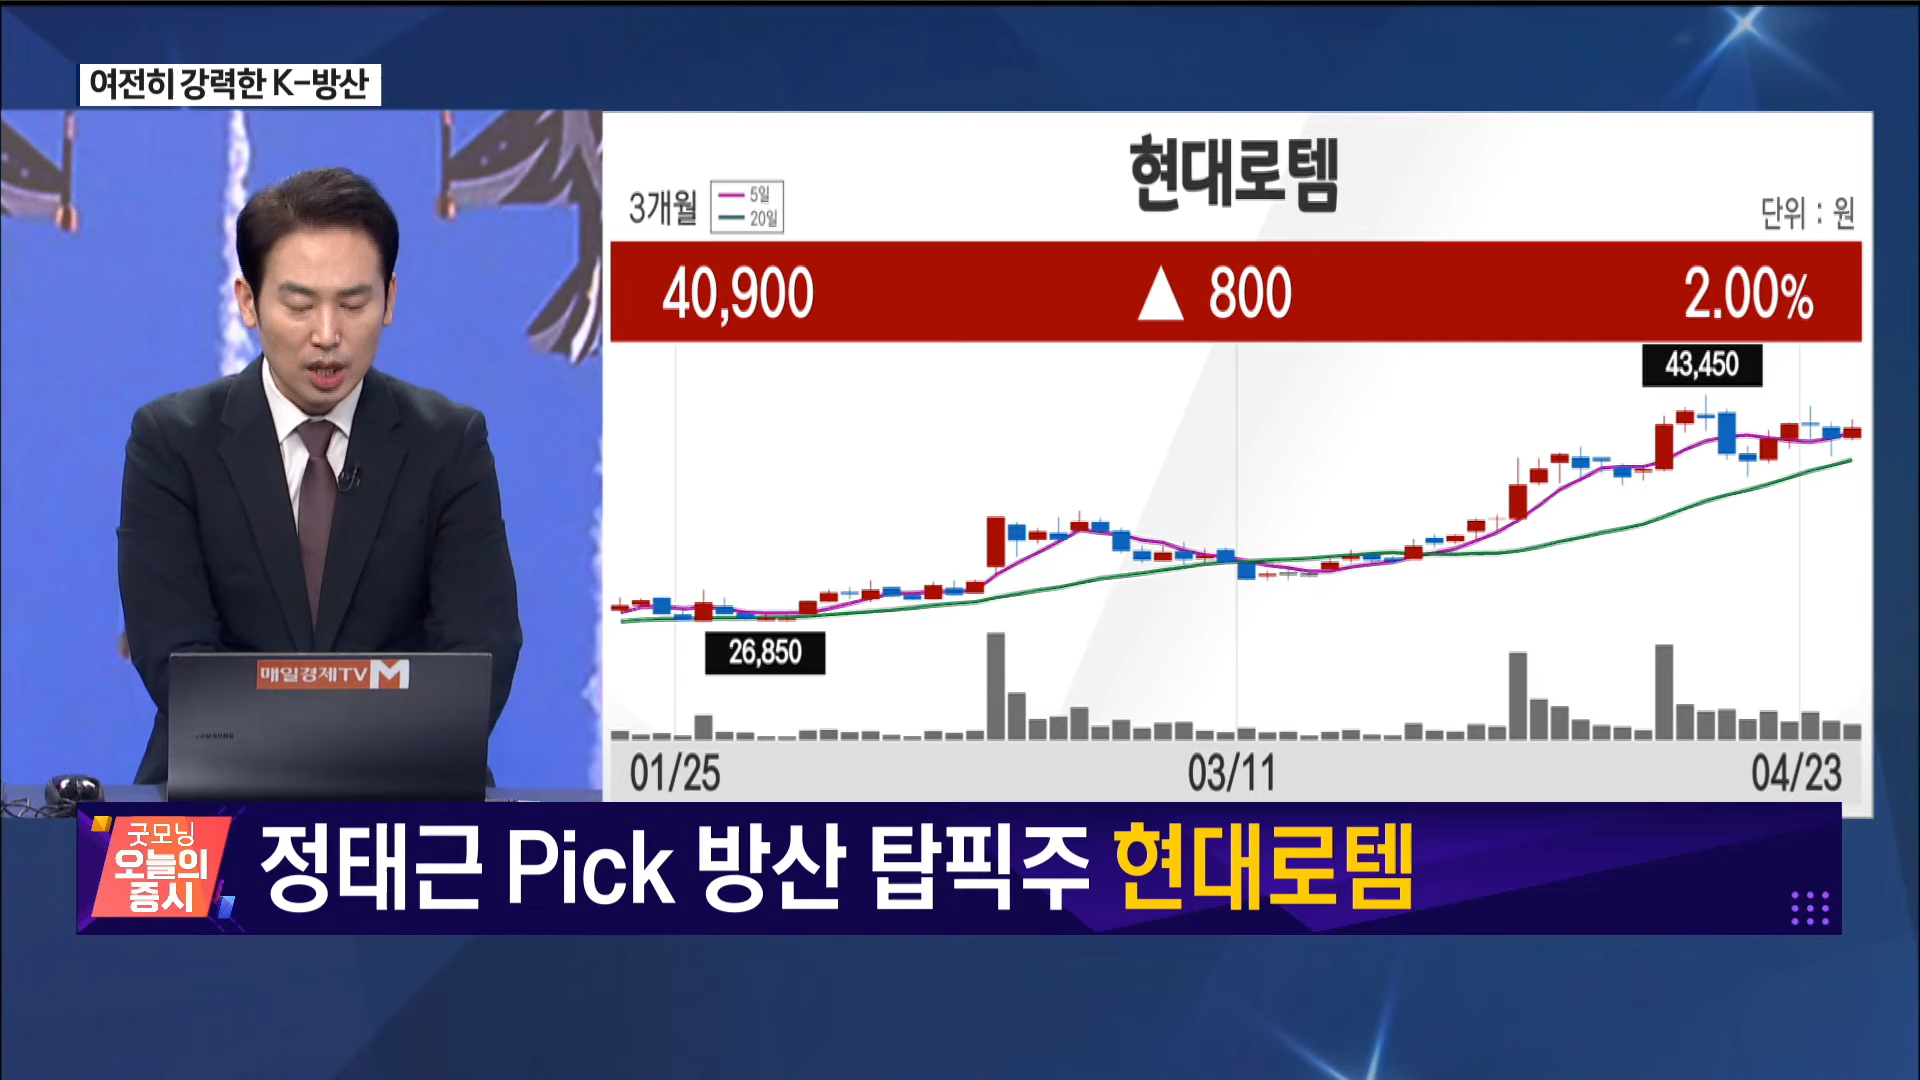 여전히 강력한 K-방산
현대로템
3개월
5일
20일
단위 : 원
40,900 ▲ 800 2.00%
43,450
26,850
01/25 03/11 04/23
매일경제TV M
SAMSUNG
굿모닝
오늘의
증시
정태근 Pick 방산 탑픽주 현대로템